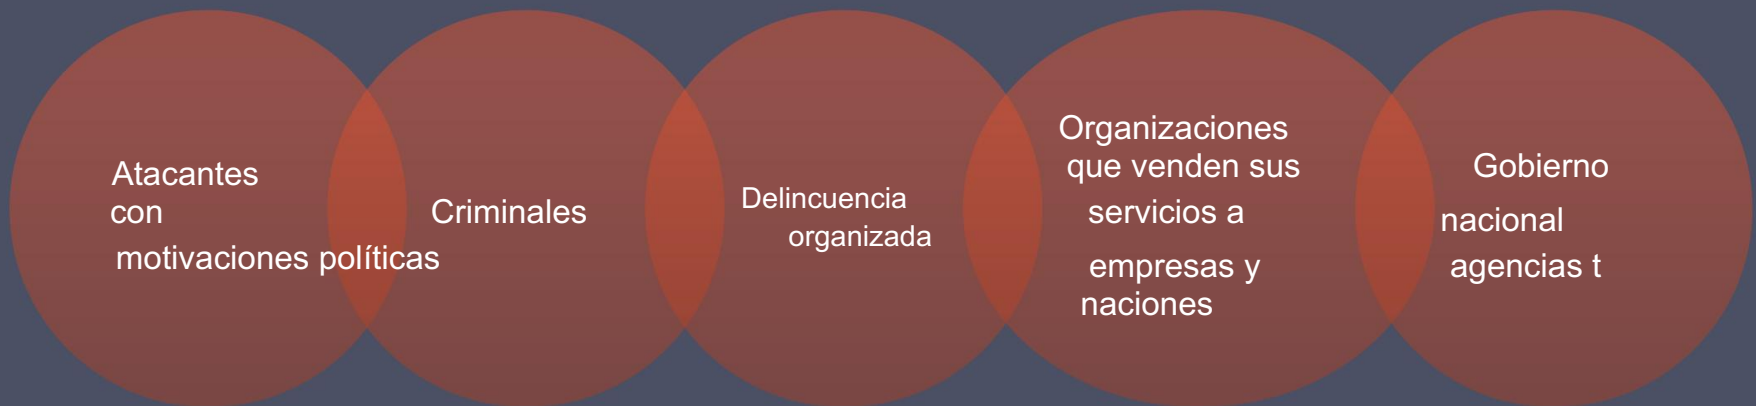 Atacantes
con
motivaciones políticas
Criminales
Delincuencia
organizada
Organizaciones
que venden sus
servicios a
empresas y
naciones
Gobierno
nacional
agencias t